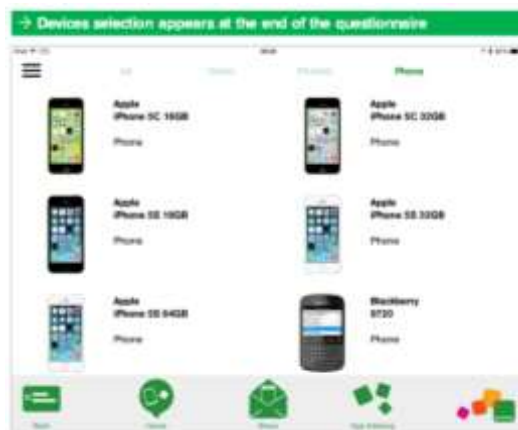 → Devices selection appears at the end of the questionnaire
Phone
Apple
iPhone 5C 16GB
Phone
Apple
iPhone 5C 32GB
Phone
Apple
iPhone 5S 16GB
Phone
Apple
iPhone 5S 32GB
Phone
Apple
iPhone 5S 64GB
Phone
Blackberry
9720
Phone